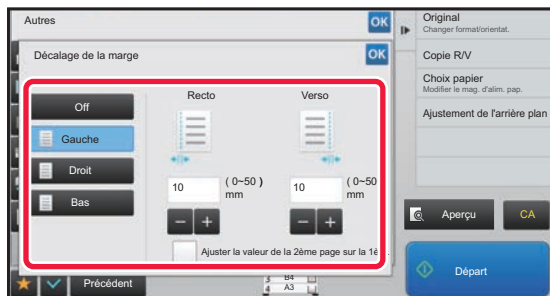 Autres
OK
Décalage de la marge
OK
Off
Gauche
Droit
Bas
Recto
Verso
10
( 0~50 )
mm
10
( 0~50
mm
Ajuster la valeur de la 2ème page sur la 1è
Précédent
3 B4
4 A3
Original
Changer format/orientat.
Copie R/V
Choix papier
Modifier le mag. d'alim. pap.
Ajustement de l'arrière plan
Aperçu
CA
Départ